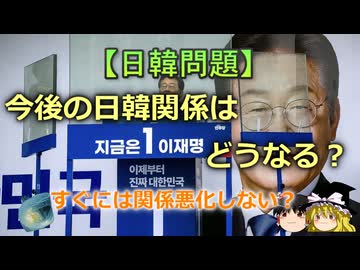 【日韓問題】
今後の日韓関係は
どうなる？
지금은 1 이재명
이제부터
진짜 대한민국
すぐには関係悪化しない？